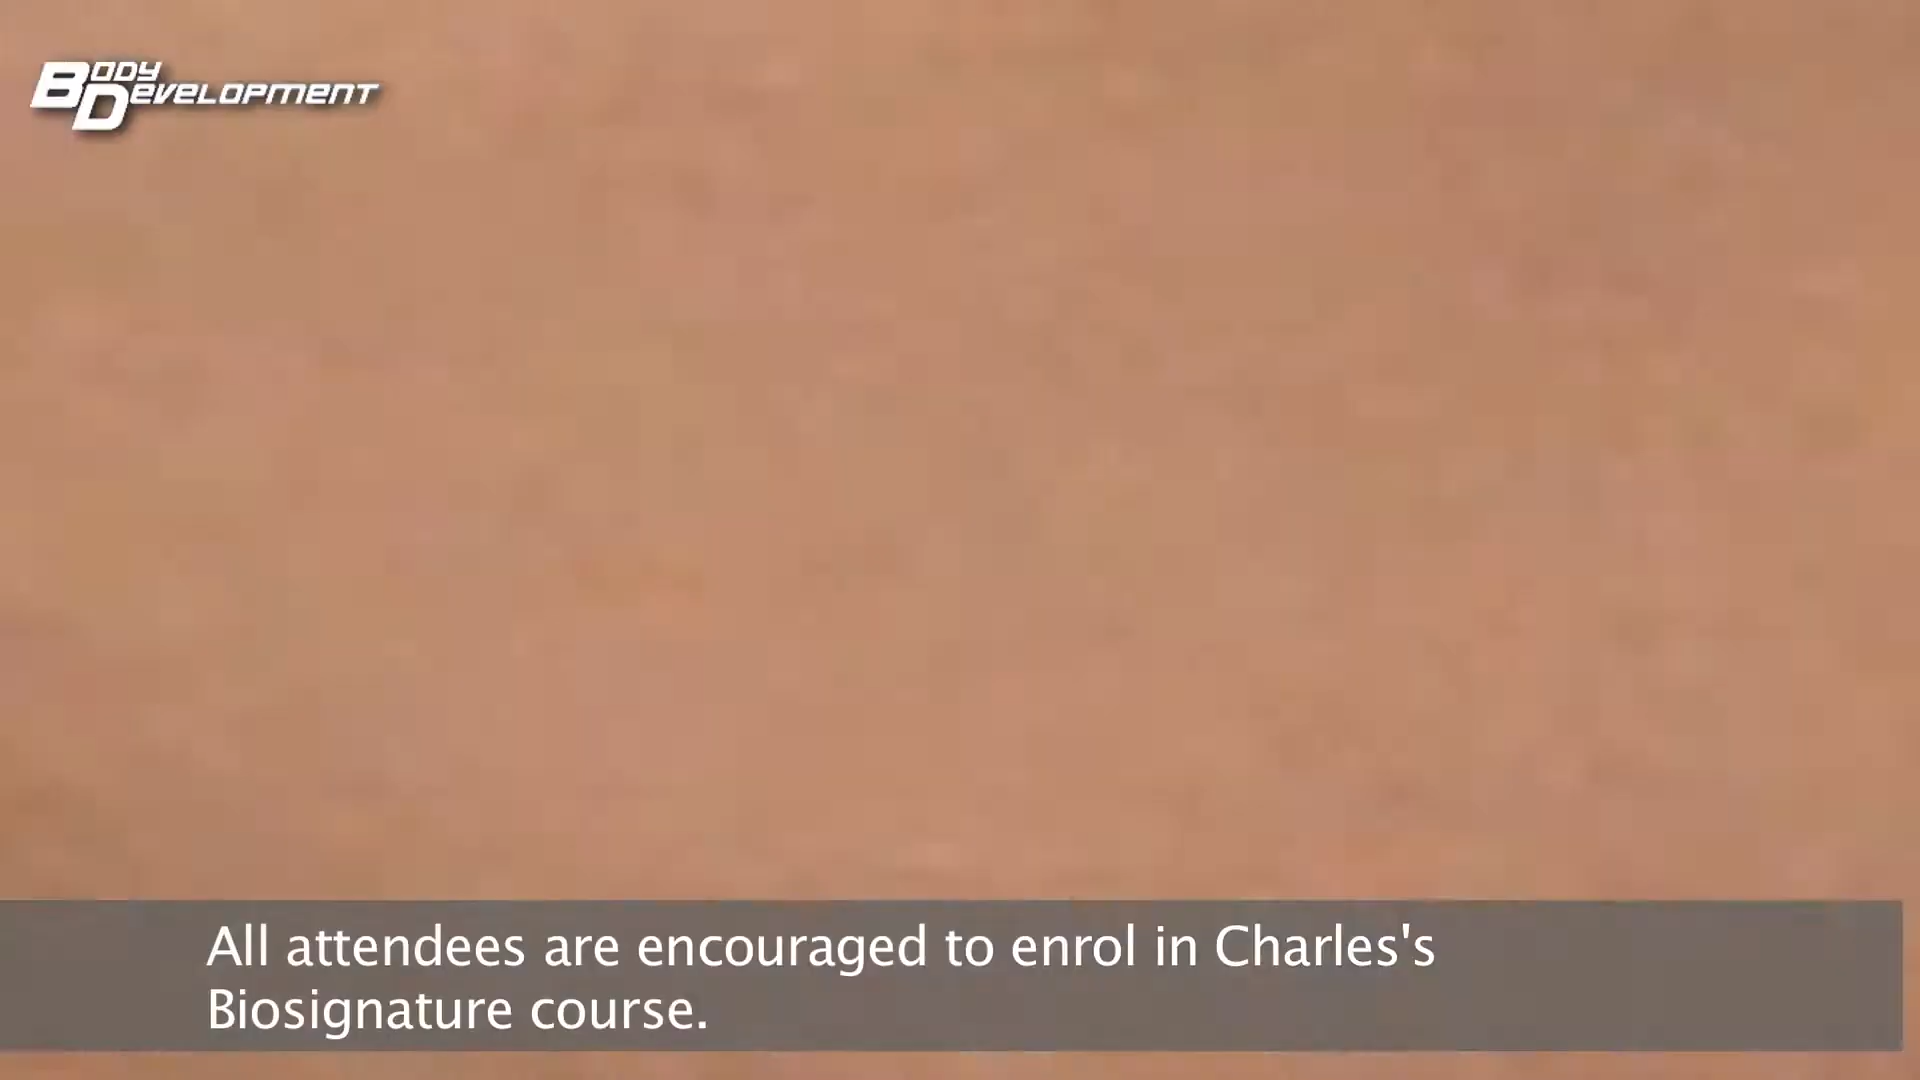 Body
Development
All attendees are encouraged to enrol in Charles's
Biosignature course.